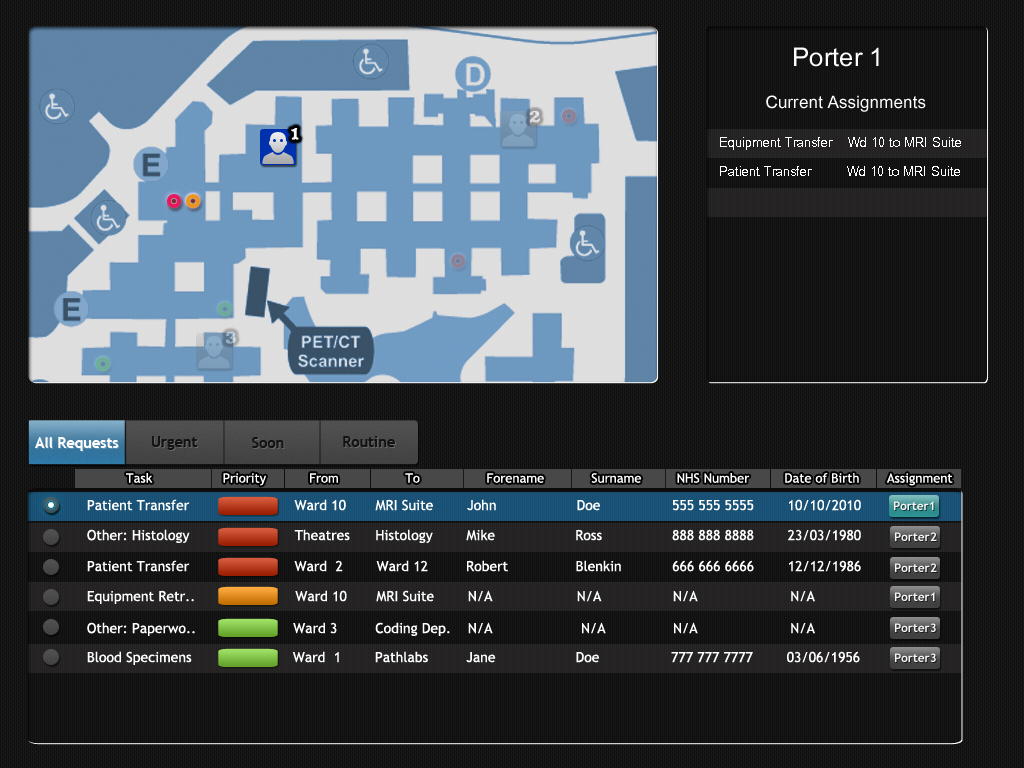 D
2
1
E
E
3
PET/CT
Scanner
Porter 1
Current Assignments
Equipment Transfer Wd 10 to MRI Suite
Patient Transfer Wd 10 to MRI Suite
All Requests Urgent Soon Routine
Task Priority From To Forename Surname NHS Number Date of Birth Assignment
Patient Transfer Ward 10 MRI Suite John Doe 555 555 5555 10/10/2010 Porter1
Other: Histology Theatres Histology Mike Ross 888 888 8888 23/03/1980 Porter2
Patient Transfer Ward 2 Ward 12 Robert Blenkin 666 666 6666 12/12/1986 Porter2
Equipment Retr.. Ward 10 MRI Suite N/A N/A N/A N/A Porter1
Other: Paperwo.. Ward 3 Coding Dep. N/A N/A N/A N/A Porter3
Blood Specimens Ward 1 Pathlabs Jane Doe 777 777 7777 03/06/1956 Porter3